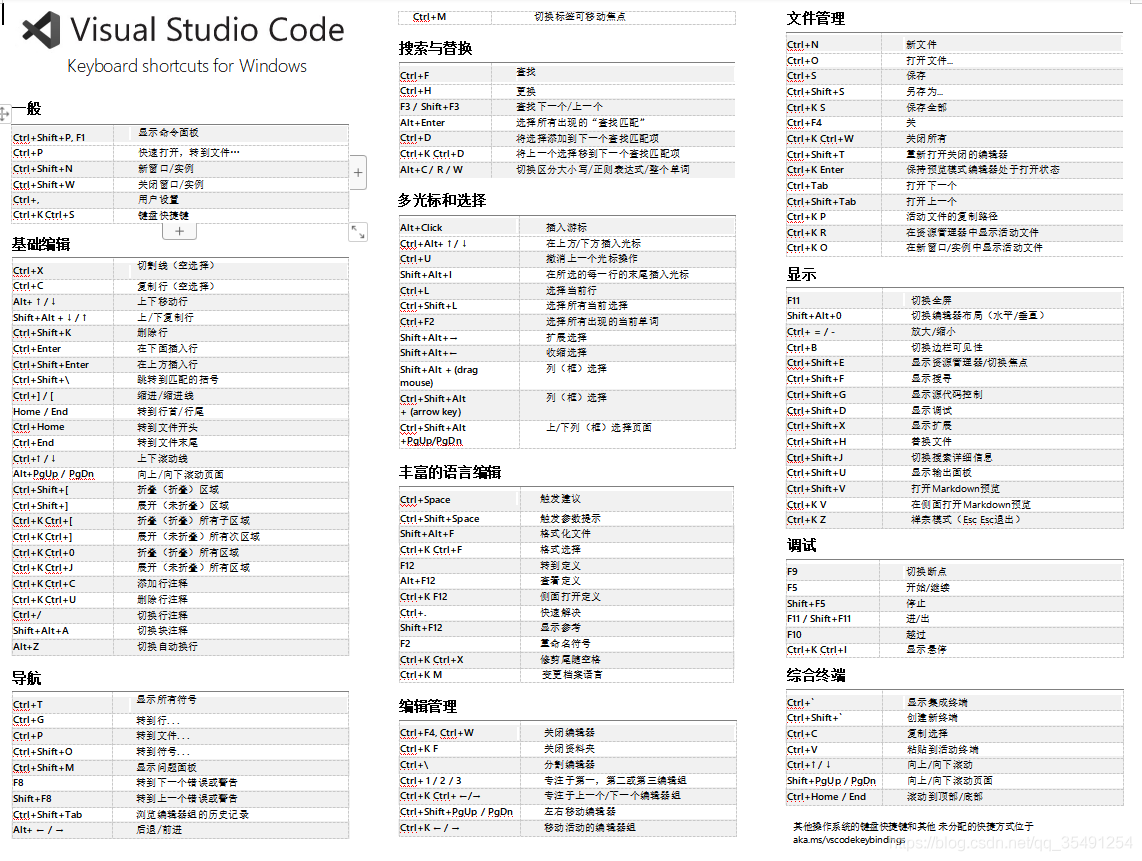 Visual Studio Code
Keyboard shortcuts for Windows
一般
Ctrl+Shift+P, F1 显示命令面板
Ctrl+P 快速打开，转到文件…
Ctrl+Shift+N 新窗口/实例
Ctrl+Shift+W 关闭窗口/实例
Ctrl+, 用户设置
Ctrl+K Ctrl+S 键盘快捷键
基础编辑
Ctrl+X 切割线（空选择）
Ctrl+C 复制行（空选择）
Alt+ ↑ / ↓ 上下移动行
Shift+Alt + ↓ / ↑ 上/下复制行
Ctrl+Shift+K 删除行
Ctrl+Enter 在下面插入行
Ctrl+Shift+Enter 在上方插入行
Ctrl+Shift+\ 跳转到匹配的括号
Ctrl+] / [ 缩进/缩进线
Home / End 转到行首/行尾
Ctrl+Home 转到文件开头
Ctrl+End 转到文件末尾
Ctrl+↑ / ↓ 上下滚动线
Alt+PgUp / PgDn 向上/向下滚动页面
Ctrl+Shift+[ 折叠（折叠）区域
Ctrl+Shift+] 展开（未折叠）区域
Ctrl+K Ctrl+[ 折叠（折叠）所有子区域
Ctrl+K Ctrl+] 展开（未折叠）所有次区域
Ctrl+K Ctrl+0 折叠（折叠）所有区域
Ctrl+K Ctrl+J 展开（未折叠）所有区域
Ctrl+K Ctrl+C 添加行注释
Ctrl+K Ctrl+U 删除行注释
Ctrl+/ 切换行注释
Shift+Alt+A 切换块注释
Alt+Z 切换自动换行
导航
Ctrl+T 显示所有符号
Ctrl+G 转到行...
Ctrl+P 转到文件...
Ctrl+Shift+O 转到符号...
Ctrl+Shift+M 显示问题面板
F8 转到下一个错误或警告
Shift+F8 转到上一个错误或警告
Ctrl+Shift+Tab 浏览编辑器组的历史记录
Alt+ ← / → 后退/前进
Ctrl+M 切换标签可移动焦点
搜索与替换
Ctrl+F 查找
Ctrl+H 更换
F3 / Shift+F3 查找下一个/上一个
Alt+Enter 选择所有出现的“查找匹配”
Ctrl+D 将选择添加到下一个查找匹配项
Ctrl+K Ctrl+D 将上一个选择移到下一个查找匹配项
Alt+C / R / W 切换区分大小写/正则表达式/整个单词
多光标和选择
Alt+Click 插入游标
Ctrl+Alt+ ↑ / ↓ 在上方/下方插入光标
Ctrl+U 撤消上一个光标操作
Shift+Alt+I 在所选的每一行的末尾插入光标
Ctrl+L 选择当前行
Ctrl+Shift+L 选择所有当前选择
Ctrl+F2 选择所有出现的当前单词
Shift+Alt+→ 扩展选择
Shift+Alt+← 收缩选择
Shift+Alt + (drag 列（框）选择
mouse)
Ctrl+Shift+Alt 列（框）选择
+ (arrow key)
Ctrl+Shift+Alt 上/下列（框）选择页面
+PgUp/PgDn
丰富的语言编辑
Ctrl+Space 触发建议
Ctrl+Shift+Space 触发参数提示
Shift+Alt+F 格式化文件
Ctrl+K Ctrl+F 格式选择
F12 转到定义
Alt+F12 查看定义
Ctrl+K F12 侧面打开定义
Ctrl+. 快速解决
Shift+F12 显示参考
F2 重命名符号
Ctrl+K Ctrl+X 修剪尾随空格
Ctrl+K M 变更档案语言
编辑管理
Ctrl+F4, Ctrl+W 关闭编辑器
Ctrl+K F 关闭资料夹
Ctrl+\ 分割编辑器
Ctrl+ 1 / 2 / 3 专注于第一，第二或第三编辑组
Ctrl+K Ctrl+ ←/→ 专注于上一个/下一个编辑器组
Ctrl+Shift+PgUp / PgDn 左右移动编辑器
Ctrl+K ← / → 移动活动的编辑器组
文件管理
Ctrl+N 新文件
Ctrl+O 打开文件...
Ctrl+S 保存
Ctrl+Shift+S 另存为...
Ctrl+K S 保存全部
Ctrl+F4 关
Ctrl+K Ctrl+W 关闭所有
Ctrl+Shift+T 重新打开关闭的编辑器
Ctrl+K Enter 保持预览模式编辑器处于打开状态
Ctrl+Tab 打开下一个
Ctrl+Shift+Tab 打开上一个
Ctrl+K P 活动文件的复制路径
Ctrl+K R 在资源管理器中显示活动文件
Ctrl+K O 在新窗口/实例中显示活动文件
显示
F11 切换全屏
Shift+Alt+0 切换编辑器布局（水平/垂直）
Ctrl+ = / - 放大/缩小
Ctrl+B 切换边栏可见性
Ctrl+Shift+E 显示资源管理器/切换焦点
Ctrl+Shift+F 显示搜寻
Ctrl+Shift+G 显示源代码控制
Ctrl+Shift+D 显示调试
Ctrl+Shift+X 显示扩展
Ctrl+Shift+H 替换文件
Ctrl+Shift+J 切换搜索详细信息
Ctrl+Shift+U 显示输出面板
Ctrl+Shift+V 打开Markdown预览
Ctrl+K V 在侧面打开Markdown预览
Ctrl+K Z 禅宗模式（Esc Esc退出）
调试
F9 切换断点
F5 开始/继续
Shift+F5 停止
F11 / Shift+F11 进/出
F10 越过
Ctrl+K Ctrl+I 显示悬停
综合终端
Ctrl+` 显示集成终端
Ctrl+Shift+` 创建新终端
Ctrl+C 复制选择
Ctrl+V 粘贴到活动终端
Ctrl+↑ / ↓ 向上/向下滚动
Shift+PgUp / PgDn 向上/向下滚动页面
Ctrl+Home / End 滚动到顶部/底部
其他操作系统的键盘快捷键和其他 未分配的快捷方式位于
aka.ms/vscodekeybindings
https://blog.csdn.net/qq_35491254